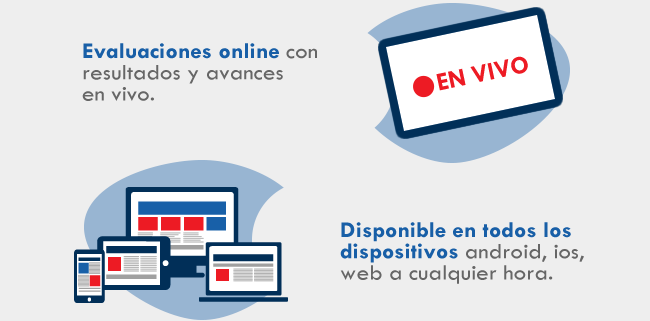 Evaluaciones online con
resultados y avances
en vivo.
EN VIVO
Disponible en todos los
dispositivos android, ios,
web a cualquier hora.